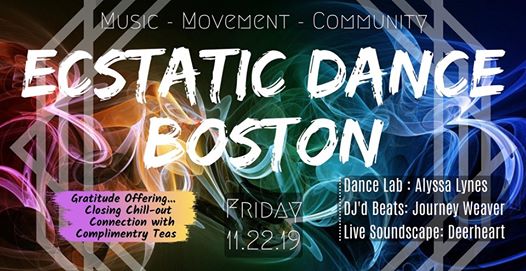 Music - Movement - Community
ECSTATIC DANCE
BOSTON
Gratitude Offering...
Closing Chill-out
Connection with
Complimentry Teas
Friday
11.22.19
Dance Lab : Alyssa Lynes
DJ'd Beats: Journey Weaver
Live Soundscape: Deerheart